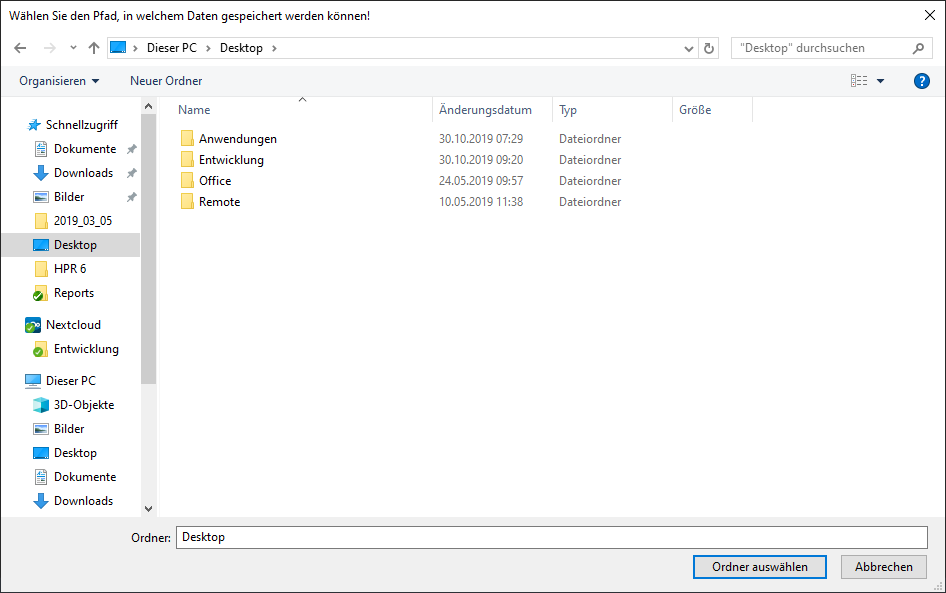 Wählen Sie den Pfad, in welchem Daten gespeichert werden können!
Dieser PC > Desktop >
"Desktop" durchsuchen
Organisieren
Neuer Ordner
?
Schnellzugriff
Dokumente
Downloads
Bilder
2019_03_05
Desktop
HPR 6
Reports
Nextcloud
Entwicklung
Dieser PC
3D-Objekte
Bilder
Desktop
Dokumente
Downloads
Name Änderungsdatum Typ Größe
Anwendungen 30.10.2019 07:29 Dateiordner
Entwicklung 30.10.2019 09:20 Dateiordner
Office 24.05.2019 09:57 Dateiordner
Remote 10.05.2019 11:38 Dateiordner
Ordner: Desktop
Ordner auswählen Abbrechen